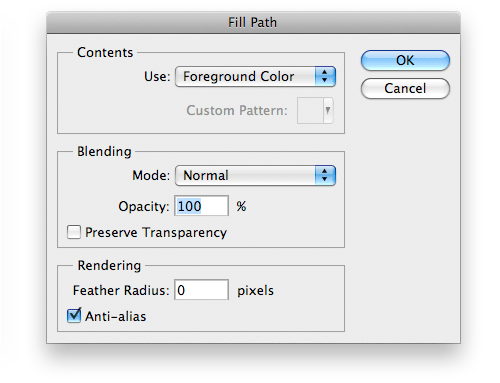 Fill Path
Contents
Use: Foreground Color
Custom Pattern:
OK
Cancel
Blending
Mode: Normal
Opacity: 100 %
Preserve Transparency
Rendering
Feather Radius: 0 pixels
Anti-alias